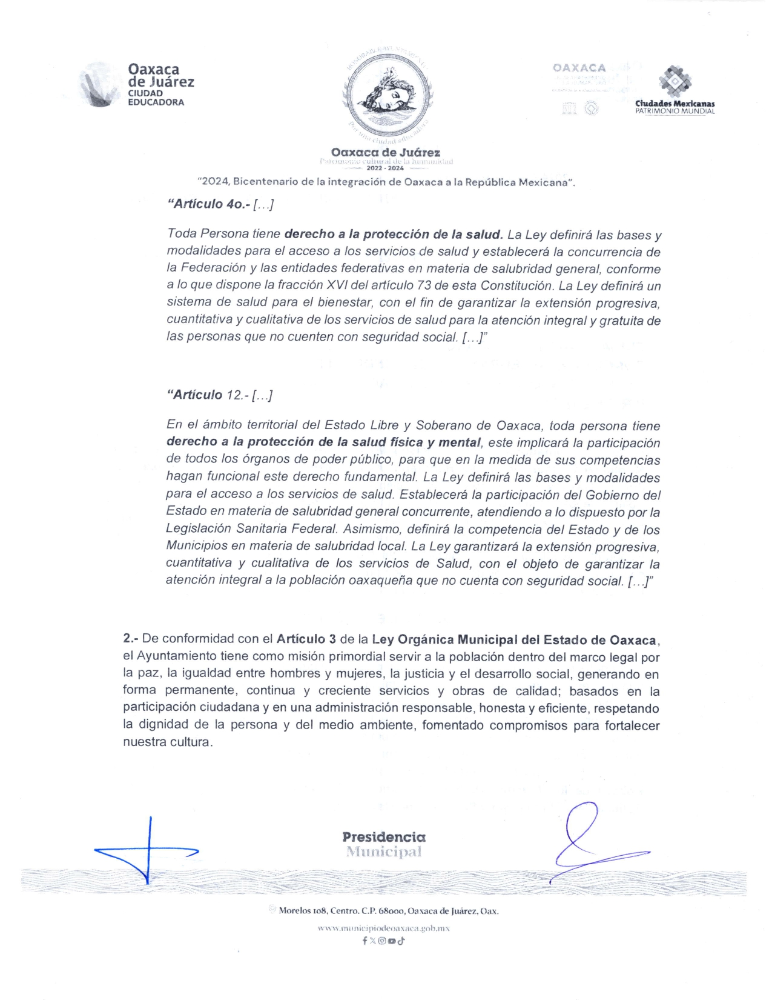 Oaxaca
de Juárez
CIUDAD
EDUCADORA
OAXACA
Ciudades Mexicanas
PATRIMONIO MUNDIAL
Por una ciudad educadora
Oaxaca de Juárez
Patrimonio cultural de la humanidad
2022 - 2024
“2024, Bicentenario de la integración de Oaxaca a la República Mexicana”.
“Artículo 4o.- [...]
Toda Persona tiene derecho a la protección de la salud. La Ley definirá las bases y
modalidades para el acceso a los servicios de salud y establecerá la concurrencia de
la Federación y las entidades federativas en materia de salubridad general, conforme
a lo que dispone la fracción XVI del artículo 73 de esta Constitución. La Ley definirá un
sistema de salud para el bienestar, con el fin de garantizar la extensión progresiva,
cuantitativa y cualitativa de los servicios de salud para la atención integral y gratuita de
las personas que no cuenten con seguridad social. [...]”
“Artículo 12.- [...]
En el ámbito territorial del Estado Libre y Soberano de Oaxaca, toda persona tiene
derecho a la protección de la salud física y mental, este implicará la participación
de todos los órganos de poder público, para que en la medida de sus competencias
hagan funcional este derecho fundamental. La Ley definirá las bases y modalidades
para el acceso a los servicios de salud. Establecerá la participación del Gobierno del
Estado en materia de salubridad general concurrente, atendiendo a lo dispuesto por la
Legislación Sanitaria Federal. Asimismo, definirá la competencia del Estado y de los
Municipios en materia de salubridad local. La Ley garantizará la extensión progresiva,
cuantitativa y cualitativa de los servicios de Salud, con el objeto de garantizar la
atención integral a la población oaxaqueña que no cuenta con seguridad social. [...]”
2.- De conformidad con el Artículo 3 de la Ley Orgánica Municipal del Estado de Oaxaca,
el Ayuntamiento tiene como misión primordial servir a la población dentro del marco legal por
la paz, la igualdad entre hombres y mujeres, la justicia y el desarrollo social, generando en
forma permanente, continua y creciente servicios y obras de calidad; basados en la
participación ciudadana y en una administración responsable, honesta y eficiente, respetando
la dignidad de la persona y del medio ambiente, fomentado compromisos para fortalecer
nuestra cultura.
Presidencia
Municipal
Morelos 108, Centro. C.P. 68000, Oaxaca de Juárez, Oax.
www.municipiodeoaxaca.gob.mx